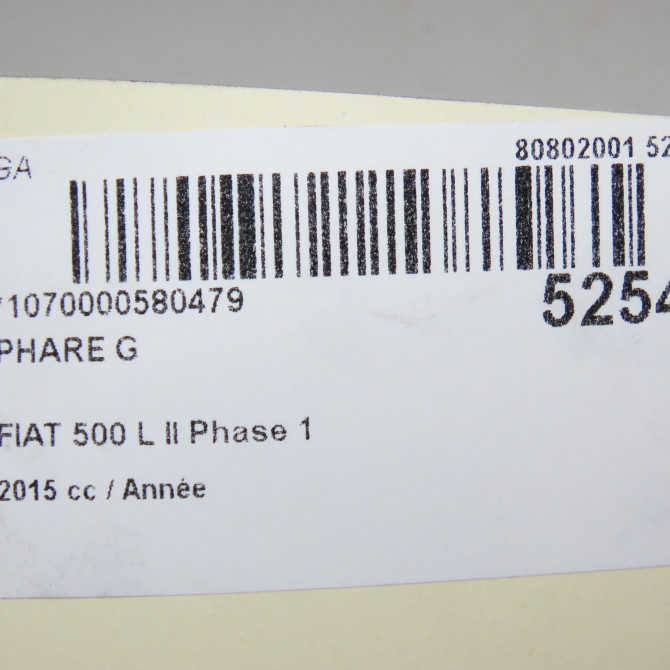 GA 80802001 52
*1070000580479 5254
PHARE G
FIAT 500 L II Phase 1
2015 cc / Année